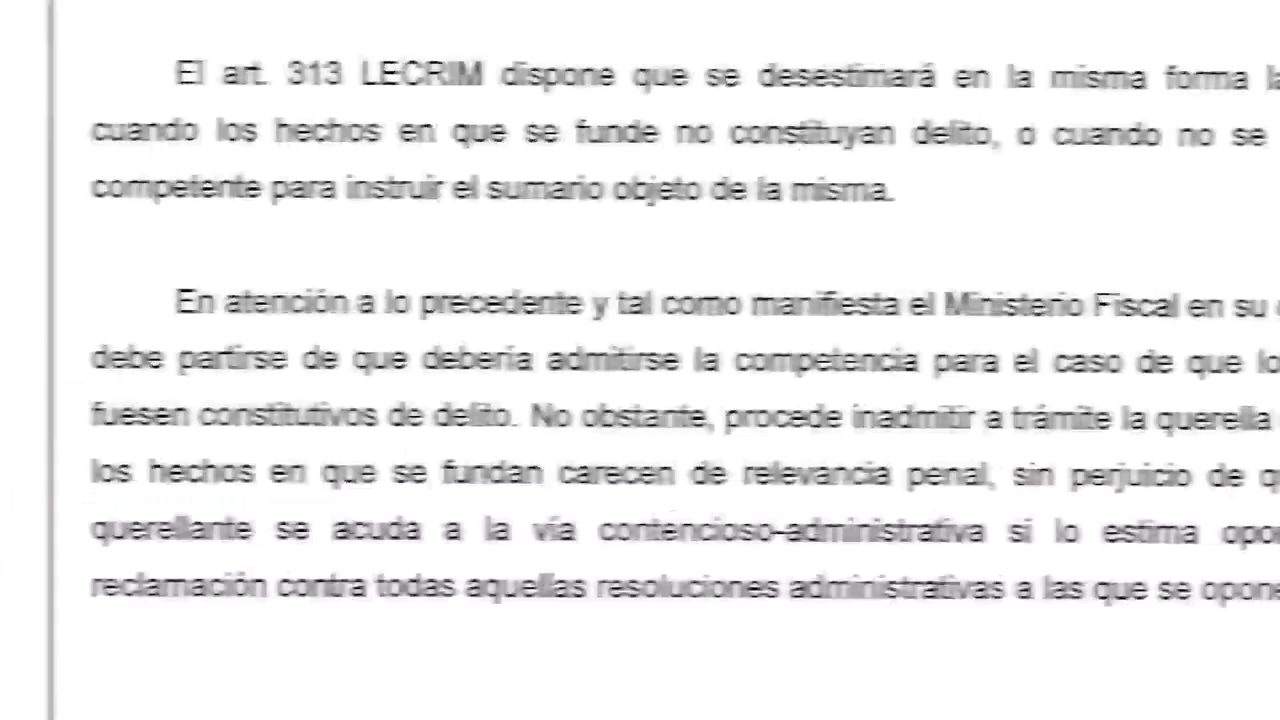 El art. 313 LECRIM dispone que se desestimará en la misma forma
cuando los hechos en que se funde no constituyan delito, o cuando no se
competente para instruir el sumario objeto de la misma.
En atención a lo precedente y tal como manifiesta el Ministerio Fiscal en su
debe partirse de que debería admitirse la competencia para el caso de que
fuesen constitutivos de delito. No obstante, procede inadmitir a trámite la querella
los hechos en que se fundan carecen de relevancia penal, sin perjuicio de
querellante se acuda a la vía contencioso-administrativa si lo estima
reclamación contra todas aquellas resoluciones administrativas a las que se